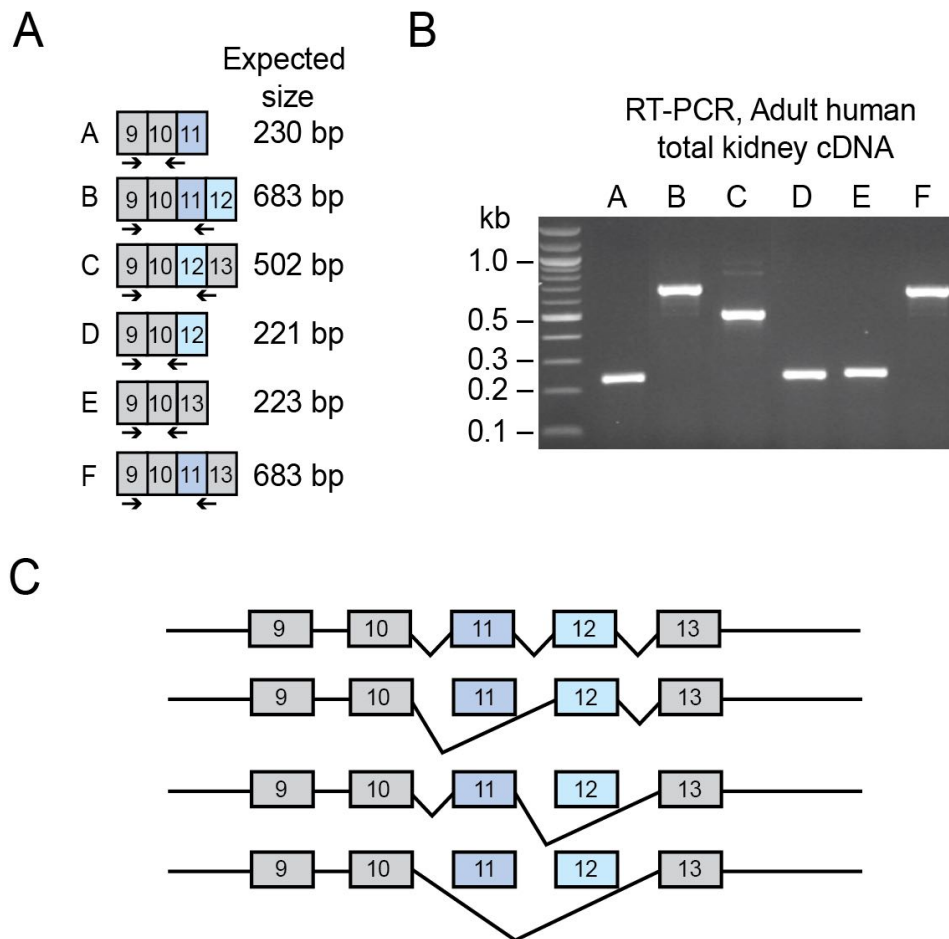 A
Expected
size
A 9 10 11 230 bp
B 9 10 11 12 683 bp
C 9 10 12 13 502 bp
D 9 10 12 221 bp
E 9 10 13 223 bp
F 9 10 11 13 683 bp
B
RT-PCR, Adult human
total kidney cDNA
A B C D E F
kb
1.0 –
0.5 –
0.3 –
0.2 –
0.1 –
C
9 10 11 12 13
9 10 11 12 13
9 10 11 12 13
9 10 11 12 13